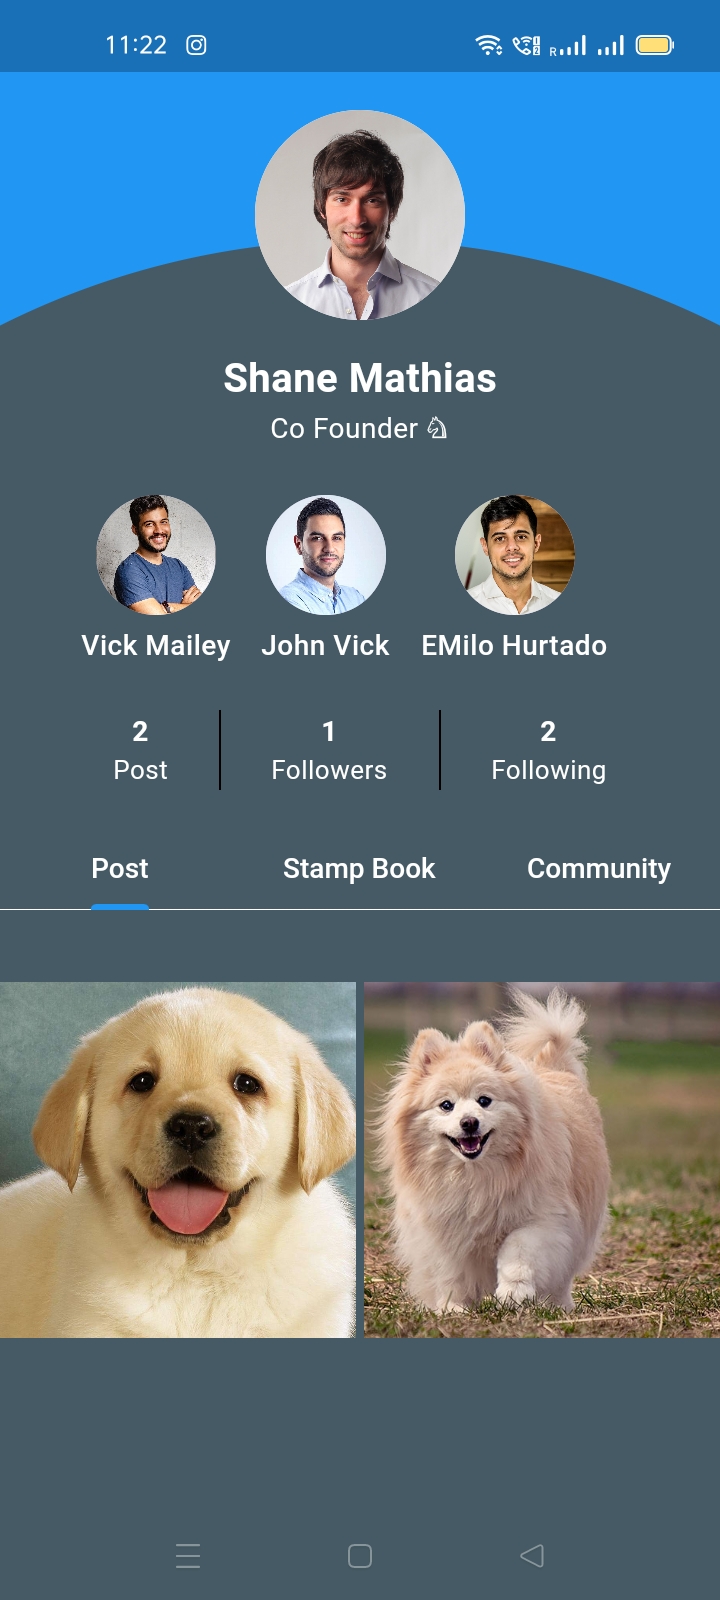 11:22
R
Shane Mathias
Co Founder ♘
Vick Mailey John Vick EMilo Hurtado
2 1 2
Post Followers Following
Post Stamp Book Community